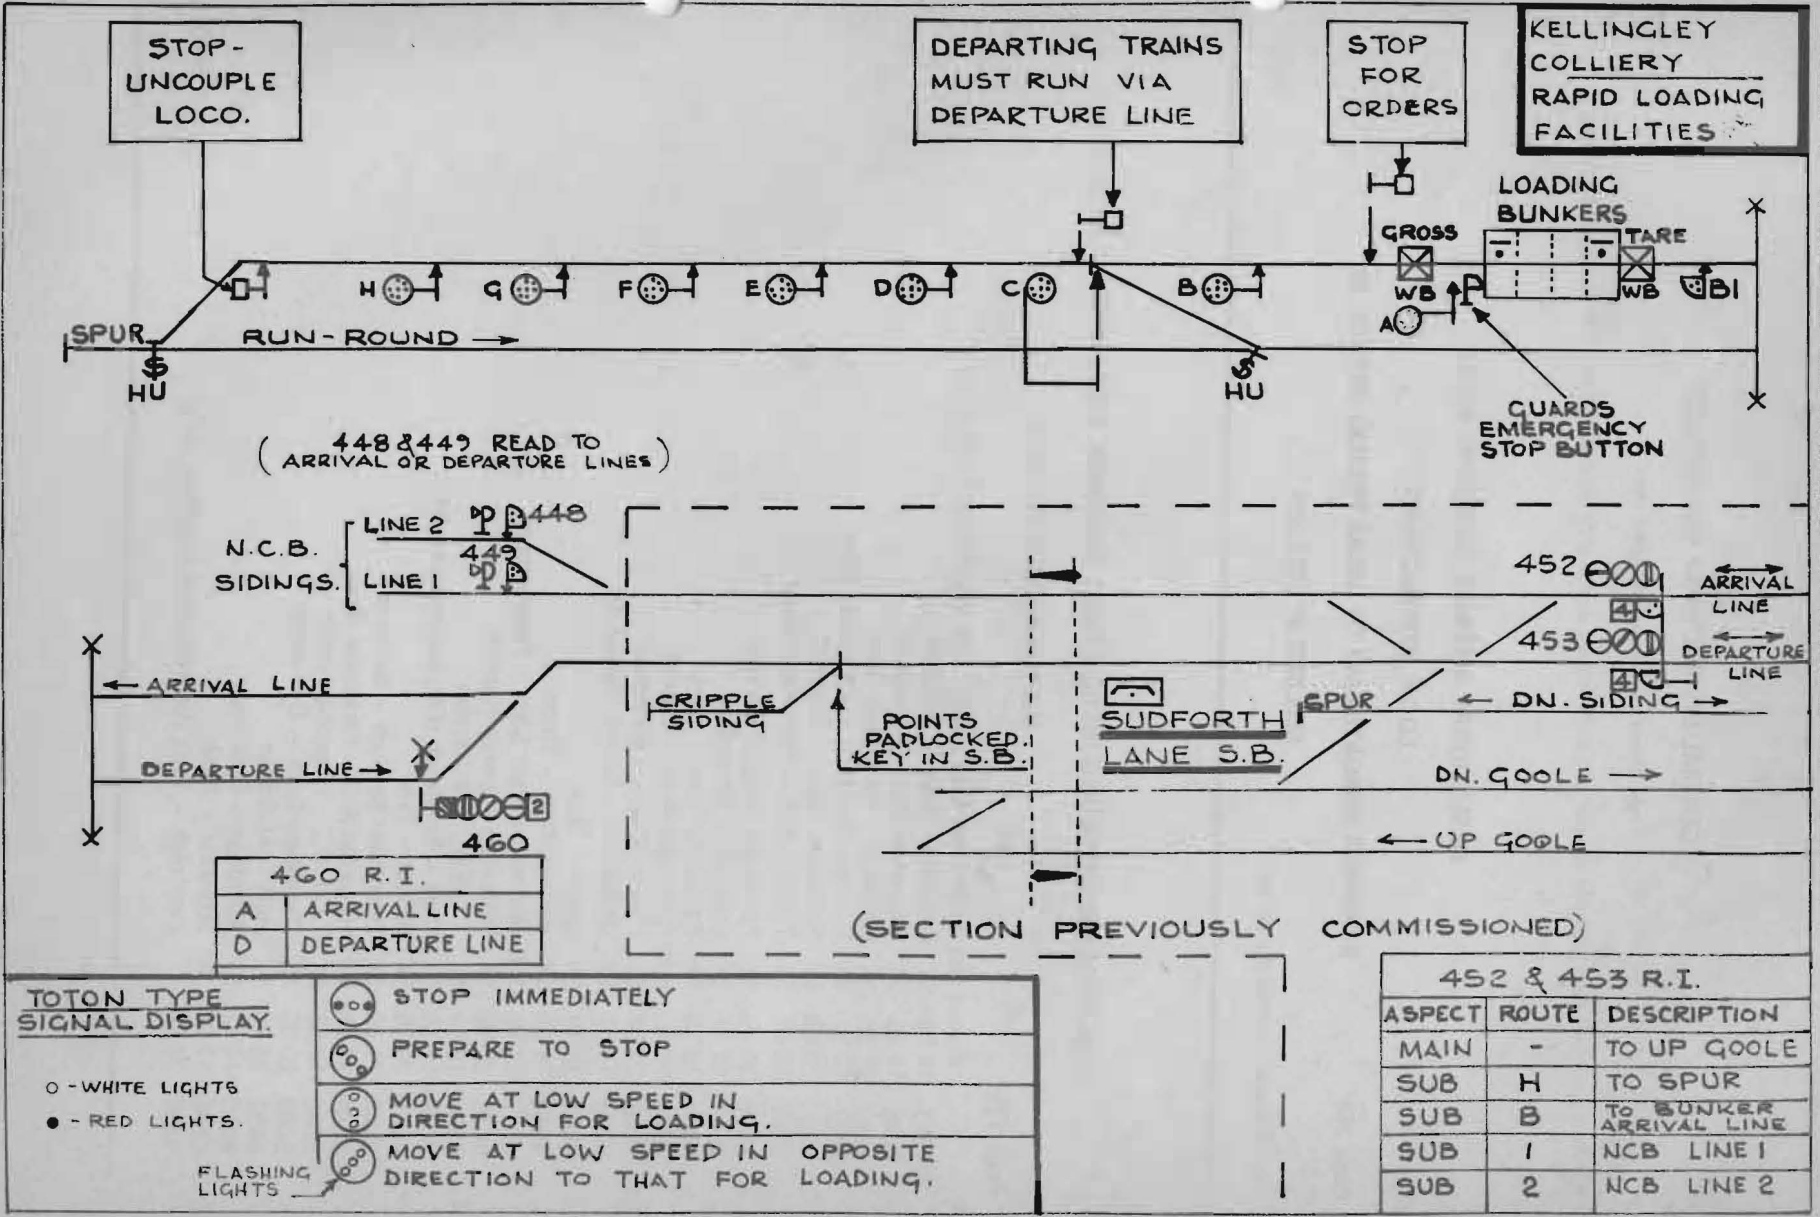 STOP -
UNCOUPLE
LOCO.
DEPARTING TRAINS
MUST RUN VIA
DEPARTURE LINE
STOP
FOR
ORDERS
KELLINGLEY
COLLIERY
RAPID LOADING
FACILITIES
LOADING
BUNKERS
GROSS
TARE
H
G
F
E
D
C
B
WB
WB
B1
A
SPUR
RUN-ROUND
HU
HU
GUARDS
EMERGENCY
STOP BUTTON
(448 & 449 READ TO
ARRIVAL OR DEPARTURE LINES)
N.C.B.
SIDINGS.
LINE 2
448
449
LINE 1
452
ARRIVAL
LINE
4
453
DEPARTURE
LINE
4
ARRIVAL LINE
CRIPPLE
SIDING
POINTS
PADLOCKED.
KEY IN S.B.
SUDFORTH
LANE S.B.
SPUR
DN. SIDING
DEPARTURE LINE
DN. GOOLE
2
460
UP GOOLE
460 R.I.
A ARRIVAL LINE
D DEPARTURE LINE
(SECTION PREVIOUSLY COMMISSIONED)
TOTON TYPE
SIGNAL DISPLAY.
O - WHITE LIGHTS
● - RED LIGHTS.
FLASHING
LIGHTS
STOP IMMEDIATELY
PREPARE TO STOP
MOVE AT LOW SPEED IN
DIRECTION FOR LOADING.
MOVE AT LOW SPEED IN OPPOSITE
DIRECTION TO THAT FOR LOADING.
452 & 453 R.I.
ASPECT ROUTE DESCRIPTION
MAIN - TO UP GOOLE
SUB H TO SPUR
SUB B TO BUNKER
ARRIVAL LINE
SUB 1 NCB LINE 1
SUB 2 NCB LINE 2